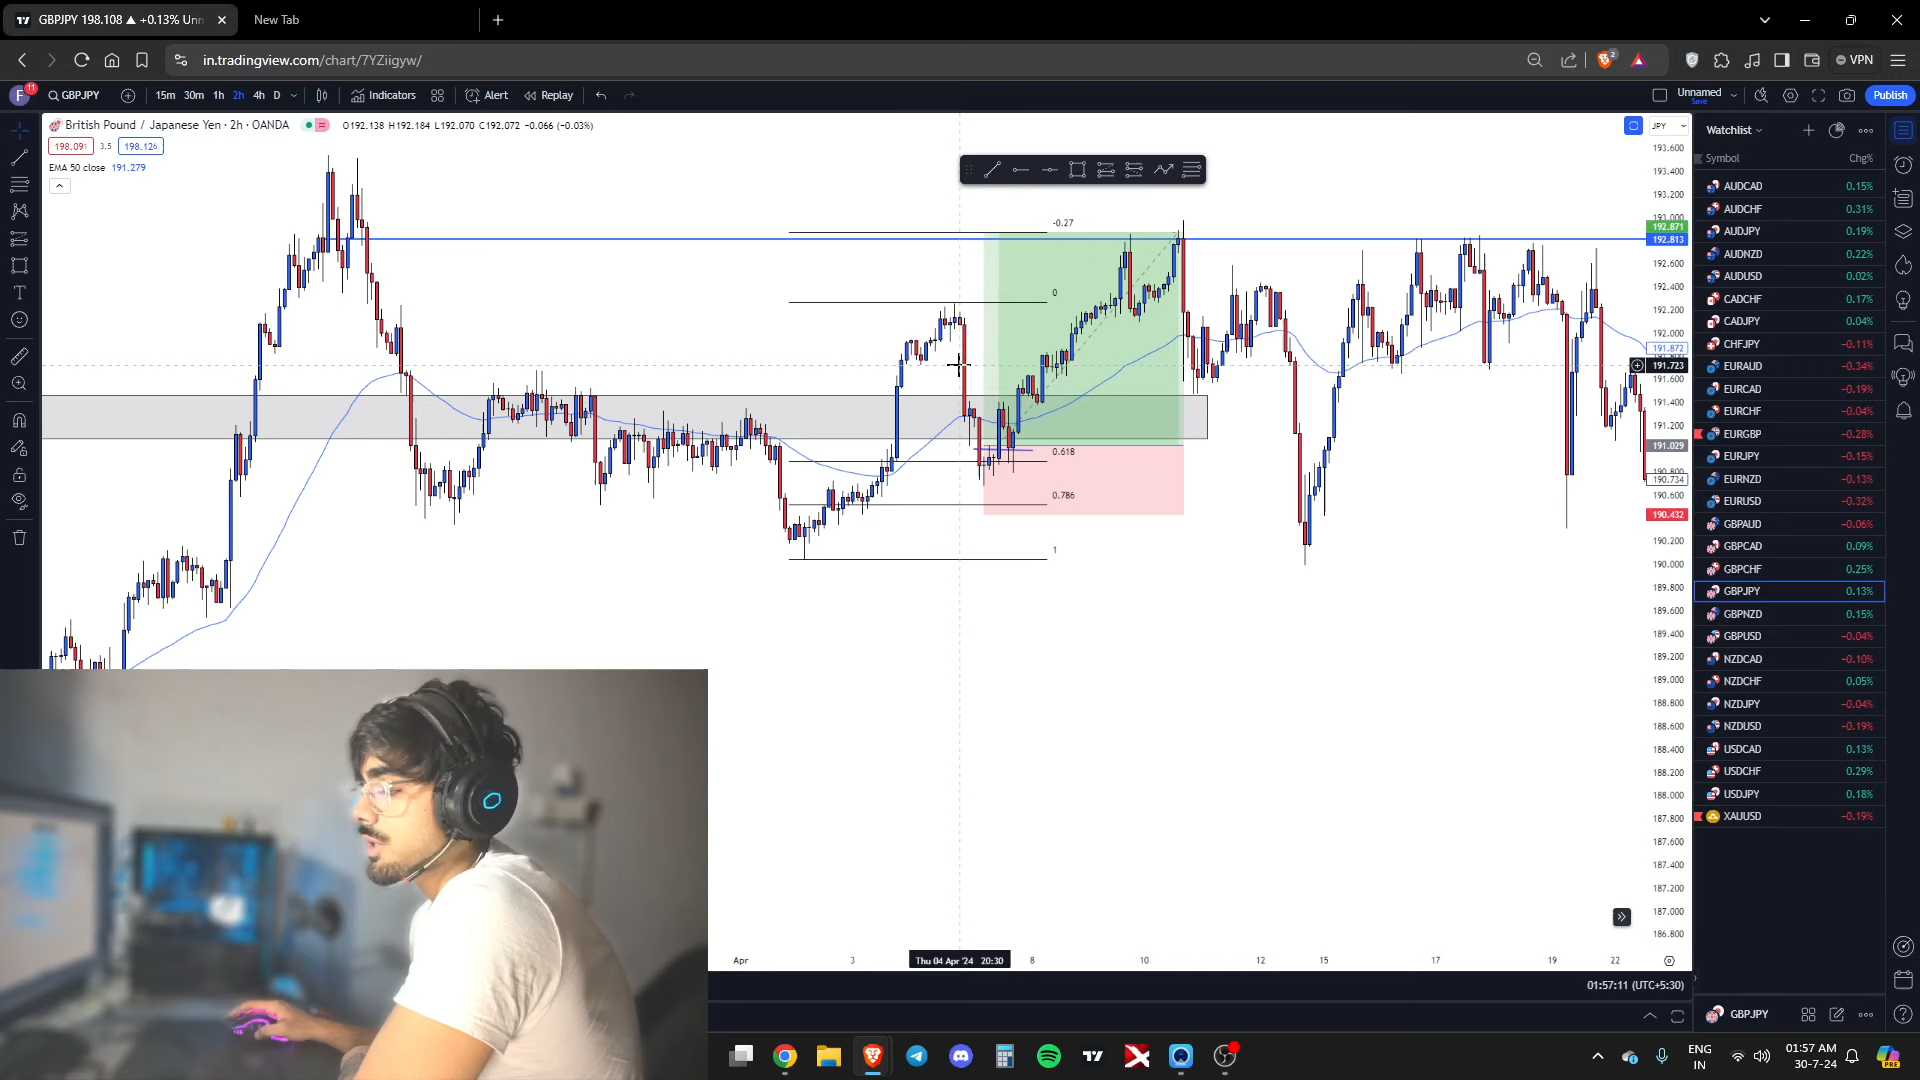 GBPJPY 198.108 ▲ +0.13% Unn
New Tab
in.tradingview.com/chart/7YZiigyw/
2
VPN
F
11
GBPJPY
15m 30m 1h 2h 4h D
Indicators
Alert
Replay
Unnamed
Save
Publish
British Pound / Japanese Yen · 2h · OANDA
O192.138 H192.184 L192.070 C192.072 -0.066 (-0.03%)
198.091 3.5 198.126
EMA 50 close 191.279
JPY
193.600
193.400
193.200
193.000
192.871
192.813
192.600
192.400
192.200
192.000
191.872
191.723
191.600
191.400
191.200
191.029
190.800
190.734
190.600
190.432
190.200
190.000
189.800
189.600
189.400
189.200
189.000
188.800
188.600
188.400
188.200
188.000
187.800
187.600
187.400
187.200
187.000
186.800
-0.27
0
0.618
0.786
1
Apr 3 Thu 04 Apr '24 20:30 8 10 12 15 17 19 22
01:57:11 (UTC+5:30)
Watchlist
Symbol Chg%
AUDCAD 0.15%
AUDCHF 0.31%
AUDJPY 0.19%
AUDNZD 0.22%
AUDUSD 0.02%
CADCHF 0.17%
CADJPY 0.04%
CHFJPY -0.11%
EURAUD -0.34%
EURCAD -0.19%
EURCHF -0.04%
EURGBP -0.28%
EURJPY -0.15%
EURNZD -0.13%
EURUSD -0.32%
GBPAUD -0.06%
GBPCAD 0.09%
GBPCHF 0.25%
GBPJPY 0.13%
GBPNZD 0.15%
GBPUSD -0.04%
NZDCAD -0.10%
NZDCHF 0.05%
NZDJPY -0.04%
NZDUSD -0.19%
USDCAD 0.13%
USDCHF 0.29%
USDJPY 0.18%
XAUUSD -0.19%
GBPJPY
ENG
IN
01:57 AM
30-7-24
PRE